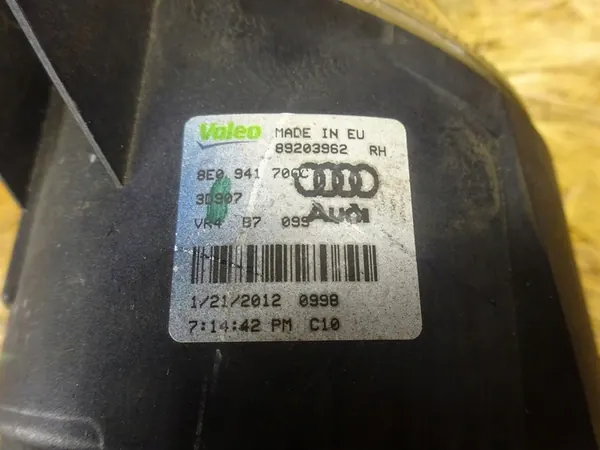 Valeo MADE IN EU
89203962 RH
8E0 941 706C
3D907
Audi
VR4 B7 099
1/21/2012 0998
7:14:42 PM C10